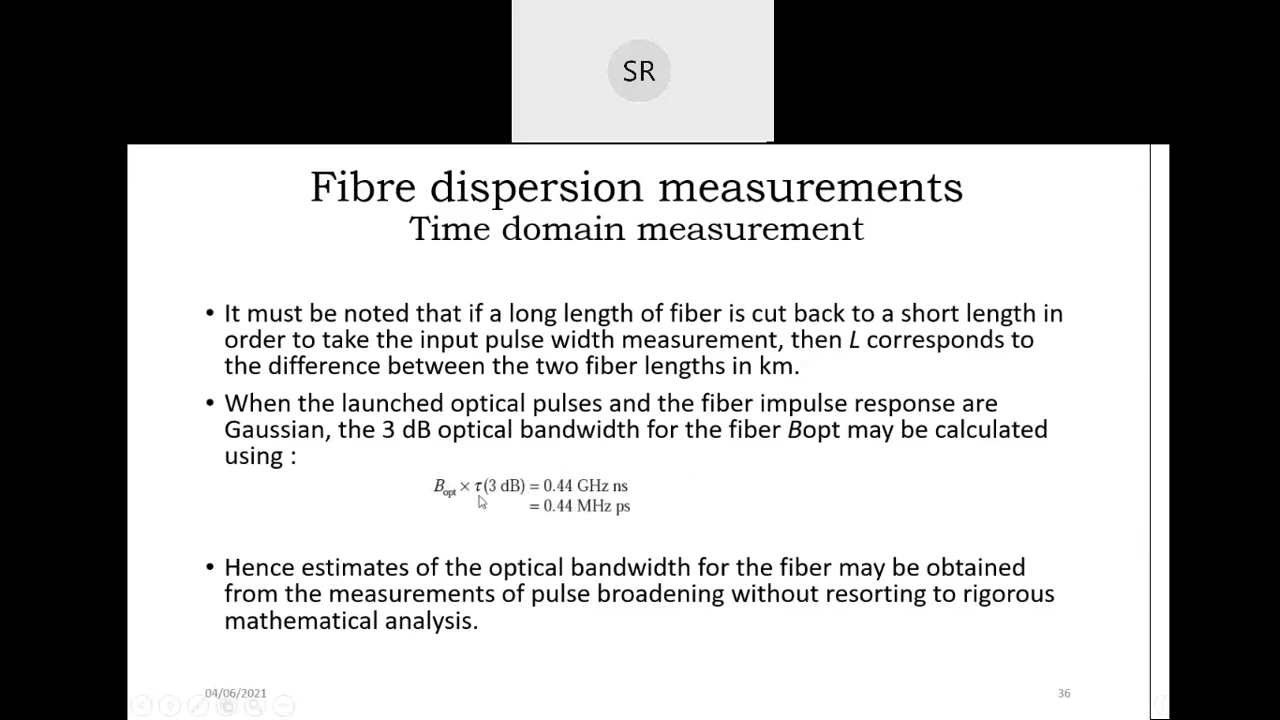 SR
Fibre dispersion measurements
Time domain measurement
• It must be noted that if a long length of fiber is cut back to a short length in
order to take the input pulse width measurement, then L corresponds to
the difference between the two fiber lengths in km.
• When the launched optical pulses and the fiber impulse response are
Gaussian, the 3 dB optical bandwidth for the fiber Bopt may be calculated
using :
Bopt × τ(3 dB) = 0.44 GHz ns
= 0.44 MHz ps
• Hence estimates of the optical bandwidth for the fiber may be obtained
from the measurements of pulse broadening without resorting to rigorous
mathematical analysis.
04/06/2021
36